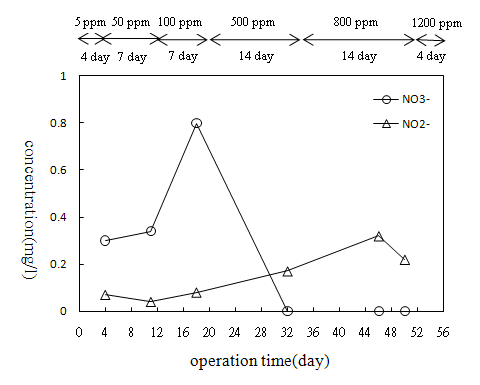 5 ppm 50 ppm 100 ppm 500 ppm 800 ppm 1200 ppm
4 day 7 day 7 day 14 day 14 day 4 day
1
0.8
0.6
0.4
0.2
0
NO3-
NO2-
concentration(mg/l)
0 4 8 12 16 20 24 28 32 36 40 44 48 52 56
operation time(day)